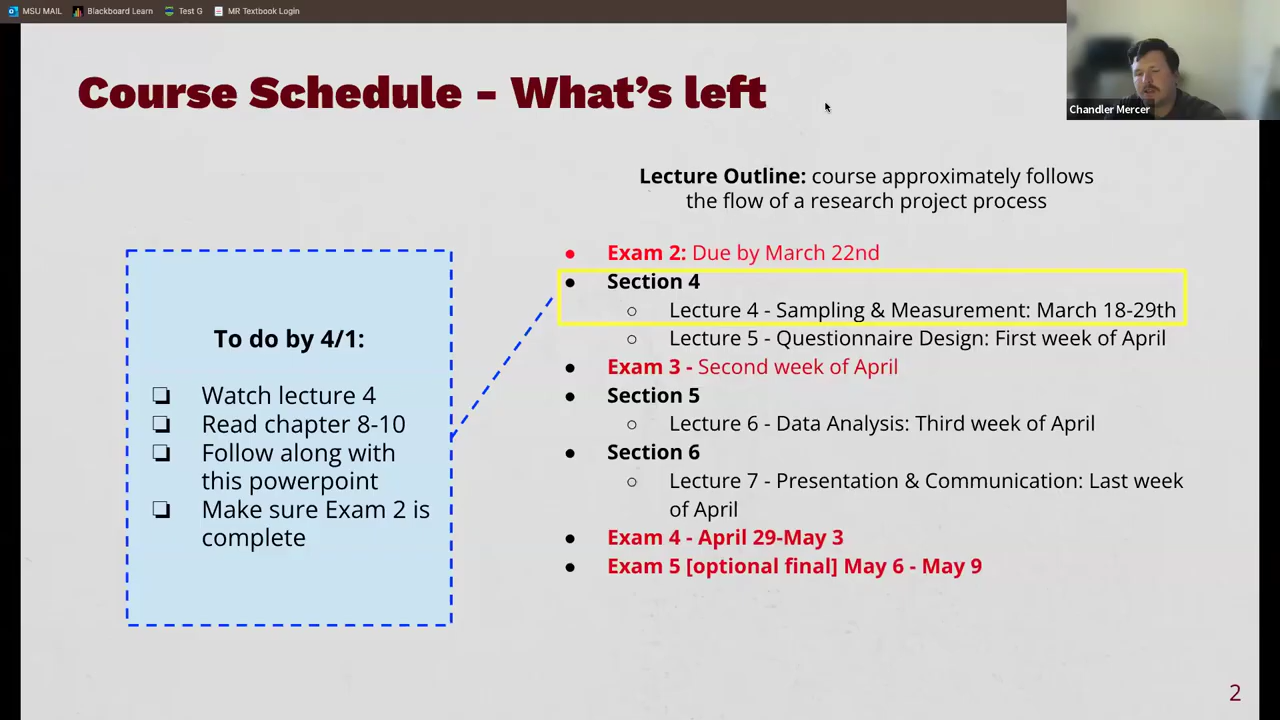 MSU MAIL Blackboard Learn Test G MR Textbook Login
Chandler Mercer
Course Schedule - What's left
Lecture Outline: course approximately follows
the flow of a research project process
To do by 4/1:
❏ Watch lecture 4
❏ Read chapter 8-10
❏ Follow along with
this powerpoint
❏ Make sure Exam 2 is
complete
● Exam 2: Due by March 22nd
● Section 4
○ Lecture 4 - Sampling & Measurement: March 18-29th
○ Lecture 5 - Questionnaire Design: First week of April
● Exam 3 - Second week of April
● Section 5
○ Lecture 6 - Data Analysis: Third week of April
● Section 6
○ Lecture 7 - Presentation & Communication: Last week
of April
● Exam 4 - April 29-May 3
● Exam 5 [optional final] May 6 - May 9
2